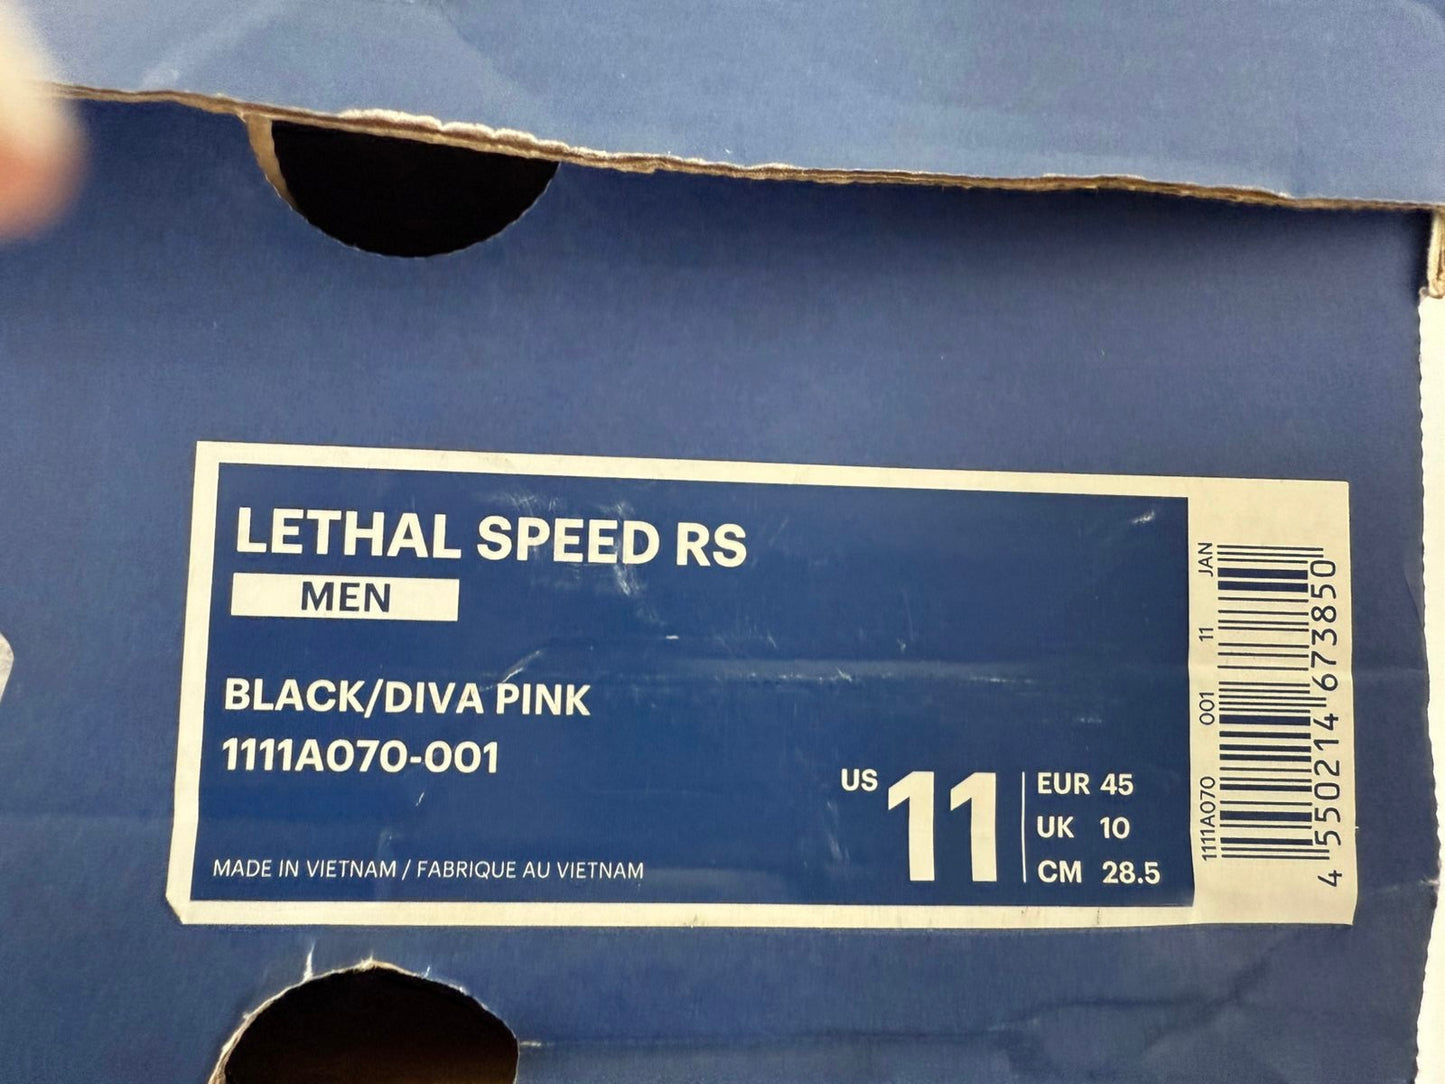 LETHAL SPEED RS
MEN
BLACK/DIVA PINK
1111A070-001
MADE IN VIETNAM / FABRIQUE AU VIETNAM
US 11
EUR 45
UK 10
CM 28.5
1111A070 001 11 JAN
4 550214 673850